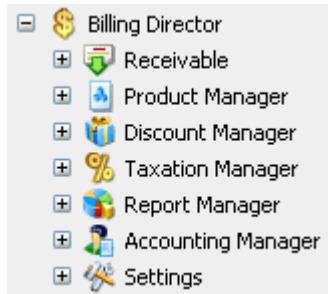 Billing Director
Receivable
Product Manager
Discount Manager
Taxation Manager
Report Manager
Accounting Manager
Settings